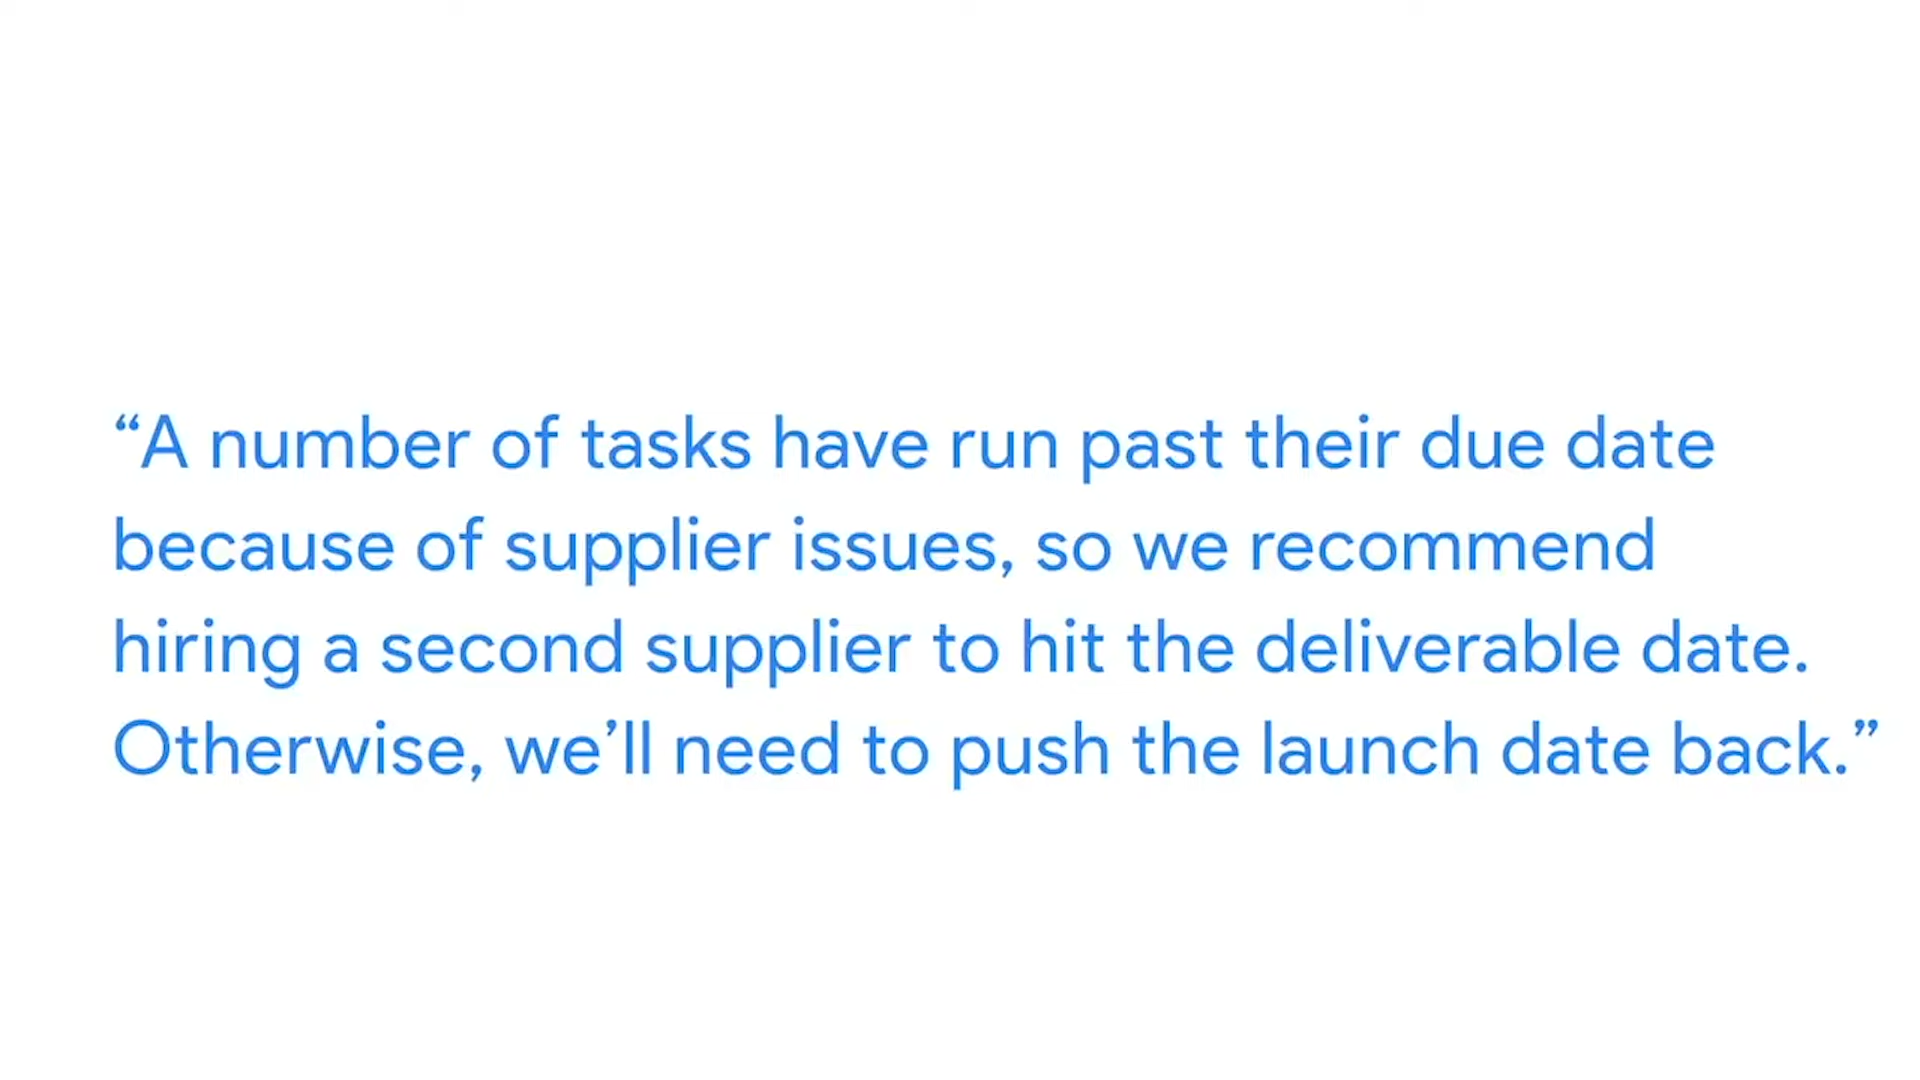 “A number of tasks have run past their due date
because of supplier issues, so we recommend
hiring a second supplier to hit the deliverable date.
Otherwise, we’ll need to push the launch date back.”